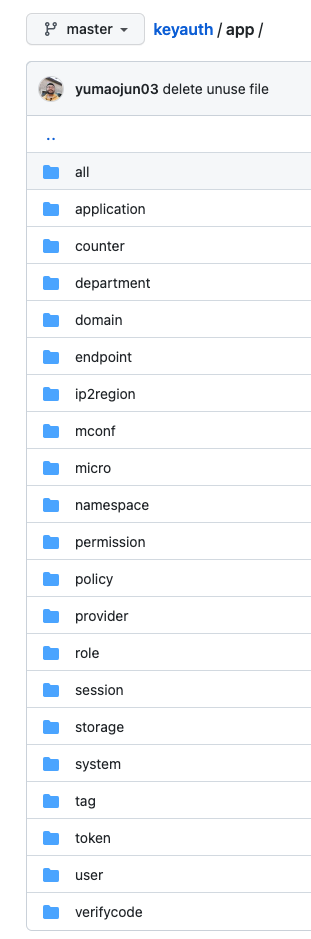 master keyauth / app /
yumaojun03 delete unuse file
..
all
application
counter
department
domain
endpoint
ip2region
mconf
micro
namespace
permission
policy
provider
role
session
storage
system
tag
token
user
verifycode